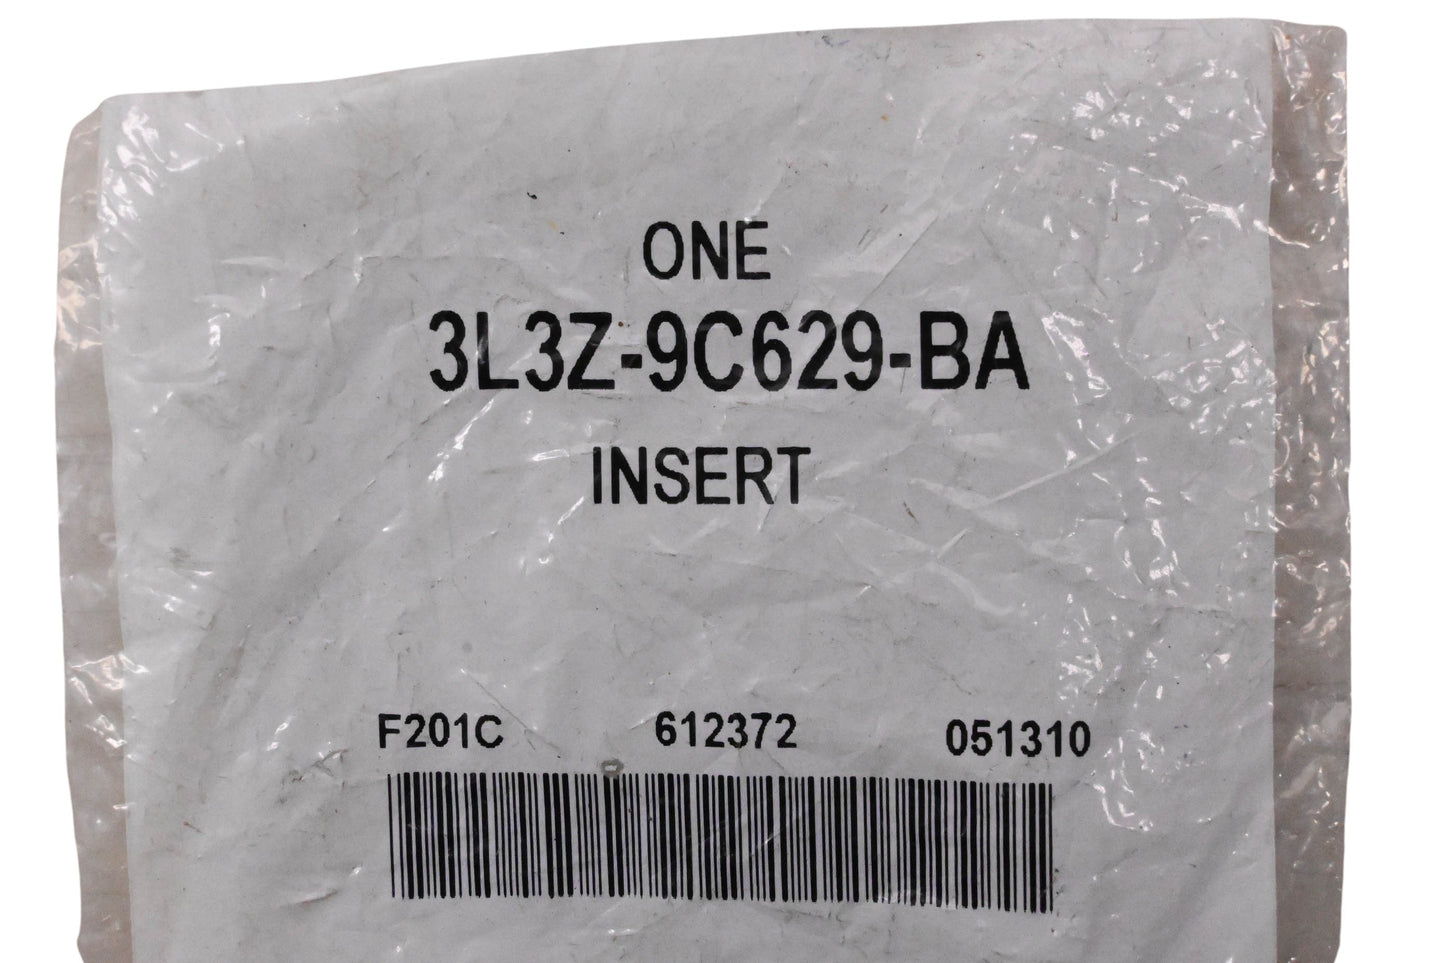 ONE
3L3Z-9C629-BA
INSERT
F201C 612372 051310